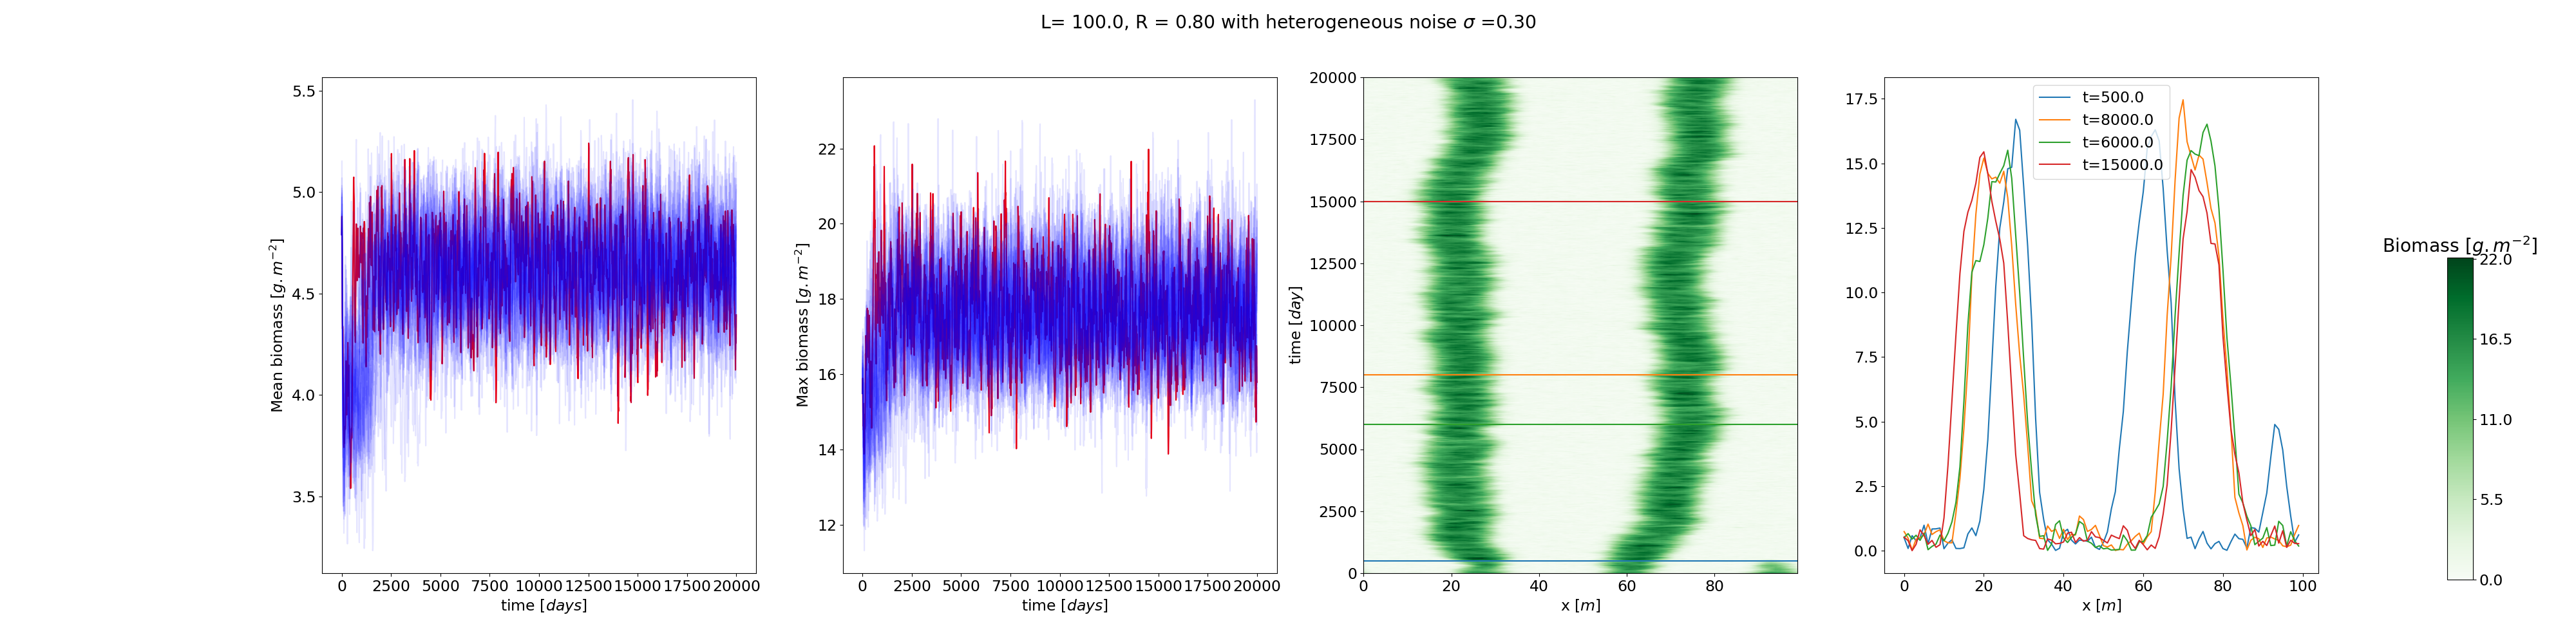 L= 100.0, R = 0.80 with heterogeneous noise σ =0.30
Mean biomass [g.m⁻²]
5.5
5.0
4.5
4.0
3.5
0 2500 5000 7500 10000 12500 15000 17500 20000
time [days]
Max biomass [g.m⁻²]
22
20
18
16
14
12
0 2500 5000 7500 10000 12500 15000 17500 20000
time [days]
time [day]
20000
17500
15000
12500
10000
7500
5000
2500
0
0 20 40 60 80
x [m]
17.5
15.0
12.5
10.0
7.5
5.0
2.5
0.0
t=500.0
t=8000.0
t=6000.0
t=15000.0
0 20 40 60 80 100
x [m]
Biomass [g.m⁻²]
22.0
16.5
11.0
5.5
0.0